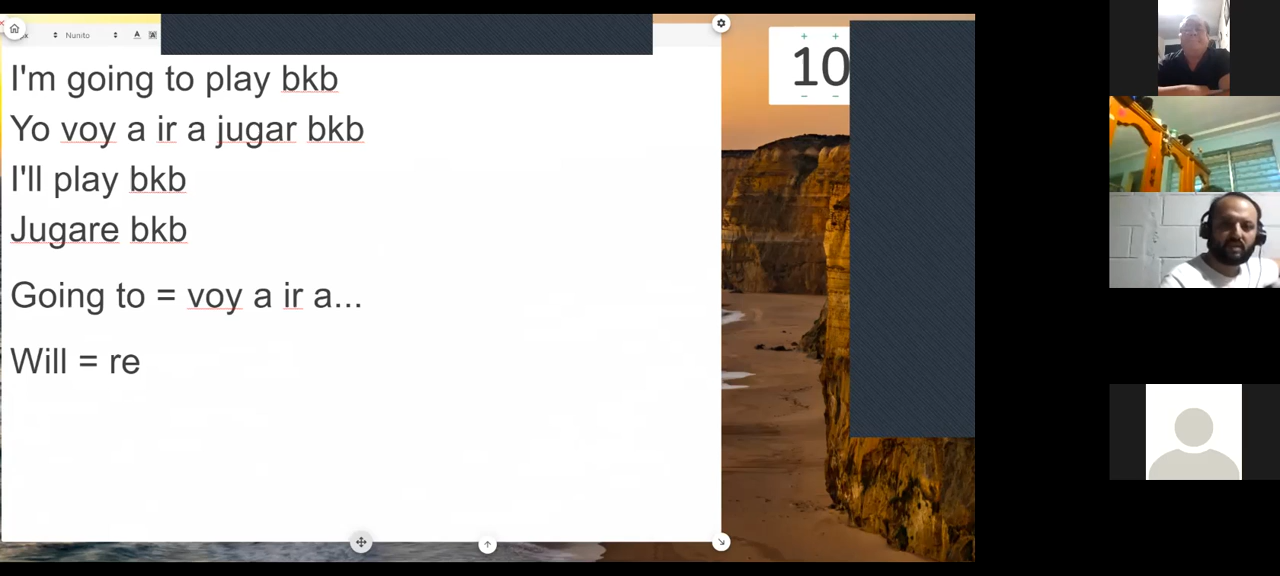 Nunito
10
I'm going to play bkb
Yo voy a ir a jugar bkb
I'll play bkb
Jugare bkb
Going to = voy a ir a...
Will = re